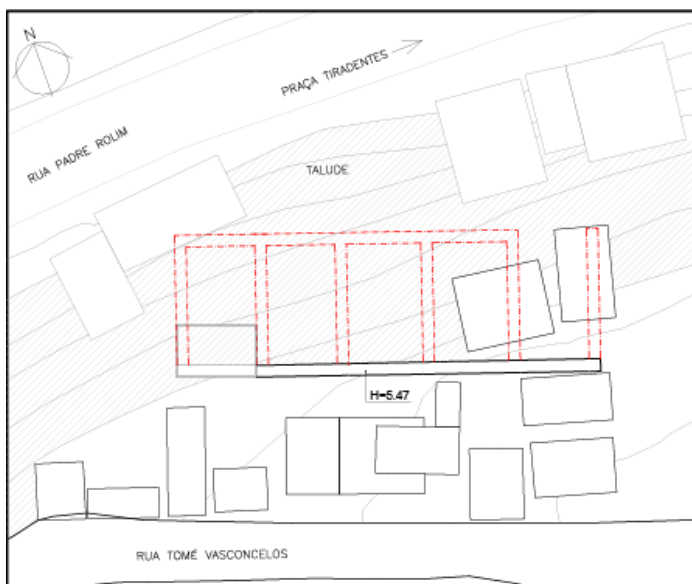 N
PRAÇA TIRADENTES
RUA PADRE ROLIM
TALUDE
H=5.47
RUA TOMÉ VASCONCELOS